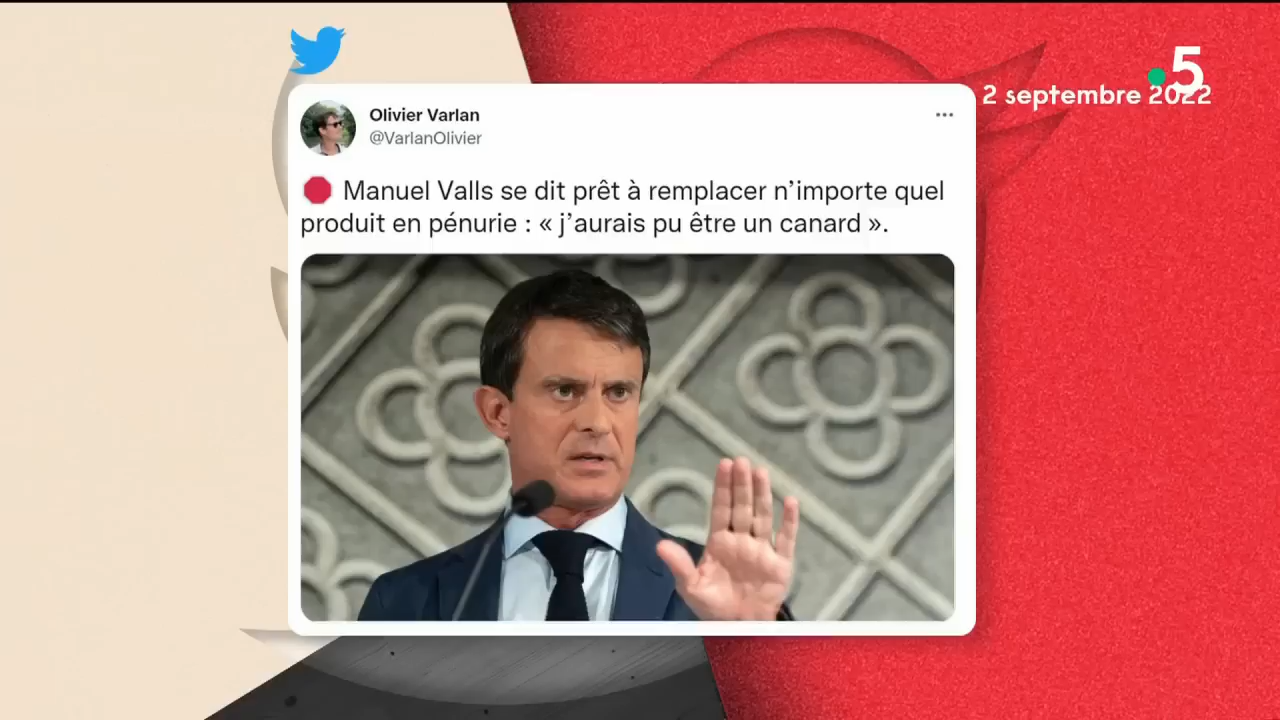 5
2 septembre 2022
Olivier Varlan
@VarlanOlivier
Manuel Valls se dit prêt à remplacer n’importe quel
produit en pénurie : « j’aurais pu être un canard ».